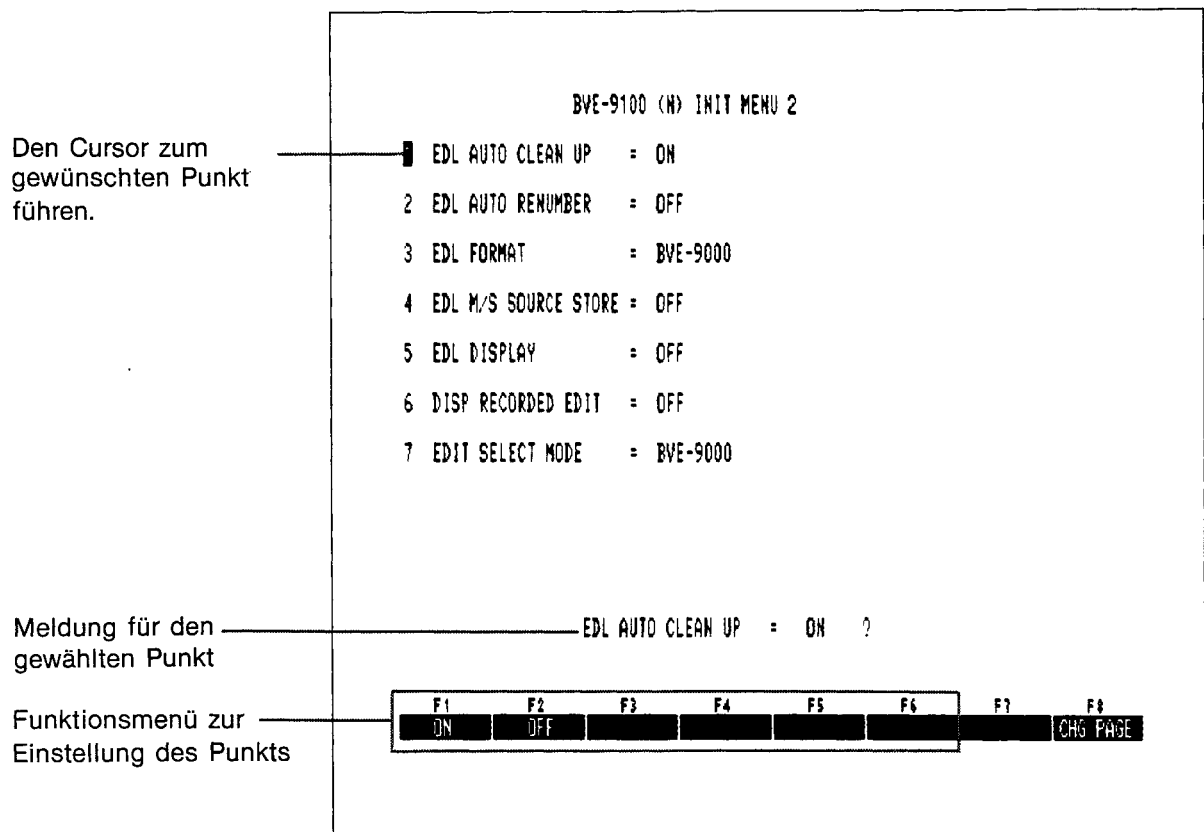 BVE-9100 (N) INIT MENU 2
Den Cursor zum
gewünschten Punkt
führen.
1 EDL AUTO CLEAN UP = ON
2 EDL AUTO RENUMBER = OFF
3 EDL FORMAT = BVE-9000
4 EDL M/S SOURCE STORE = OFF
5 EDL DISPLAY = OFF
6 DISP RECORDED EDIT = OFF
7 EDIT SELECT MODE = BVE-9000
Meldung für den
gewählten Punkt
EDL AUTO CLEAN UP = ON ?
Funktionsmenü zur
Einstellung des Punkts
F1 F2 F3 F4 F5 F6 F7 F8
ON OFF CHG PAGE